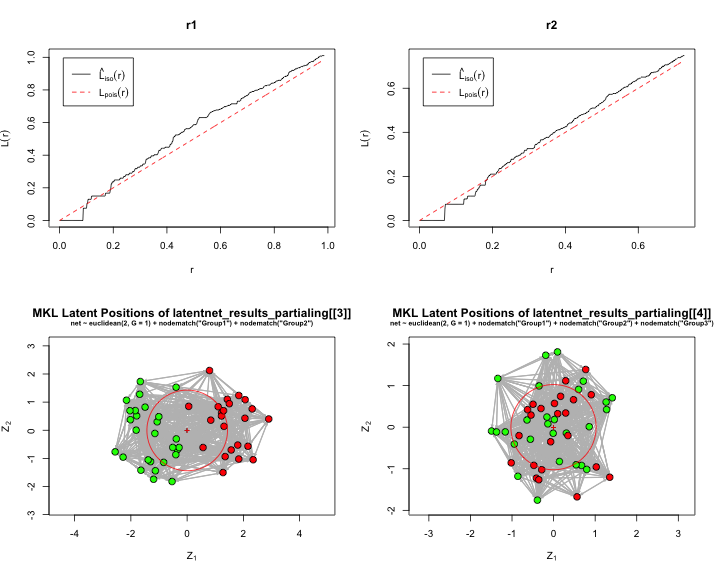 r1
L̂iso(r)
Lpois(r)
L(r)
0.0 0.2 0.4 0.6 0.8 1.0
0.0 0.2 0.4 0.6 0.8 1.0
r
r2
L̂iso(r)
Lpois(r)
L(r)
0.0 0.2 0.4 0.6
0.0 0.2 0.4 0.6
r
MKL Latent Positions of latentnet_results_partialing[[3]]
net ~ euclidean(2, G = 1) + nodematch("Group1") + nodematch("Group2")
Z2
-3 -2 -1 0 1 2 3
-4 -2 0 2 4
Z1
MKL Latent Positions of latentnet_results_partialing[[4]]
net ~ euclidean(2, G = 1) + nodematch("Group1") + nodematch("Group2") + nodematch("Group3")
Z2
-2 -1 0 1 2
-3 -2 -1 0 1 2 3
Z1